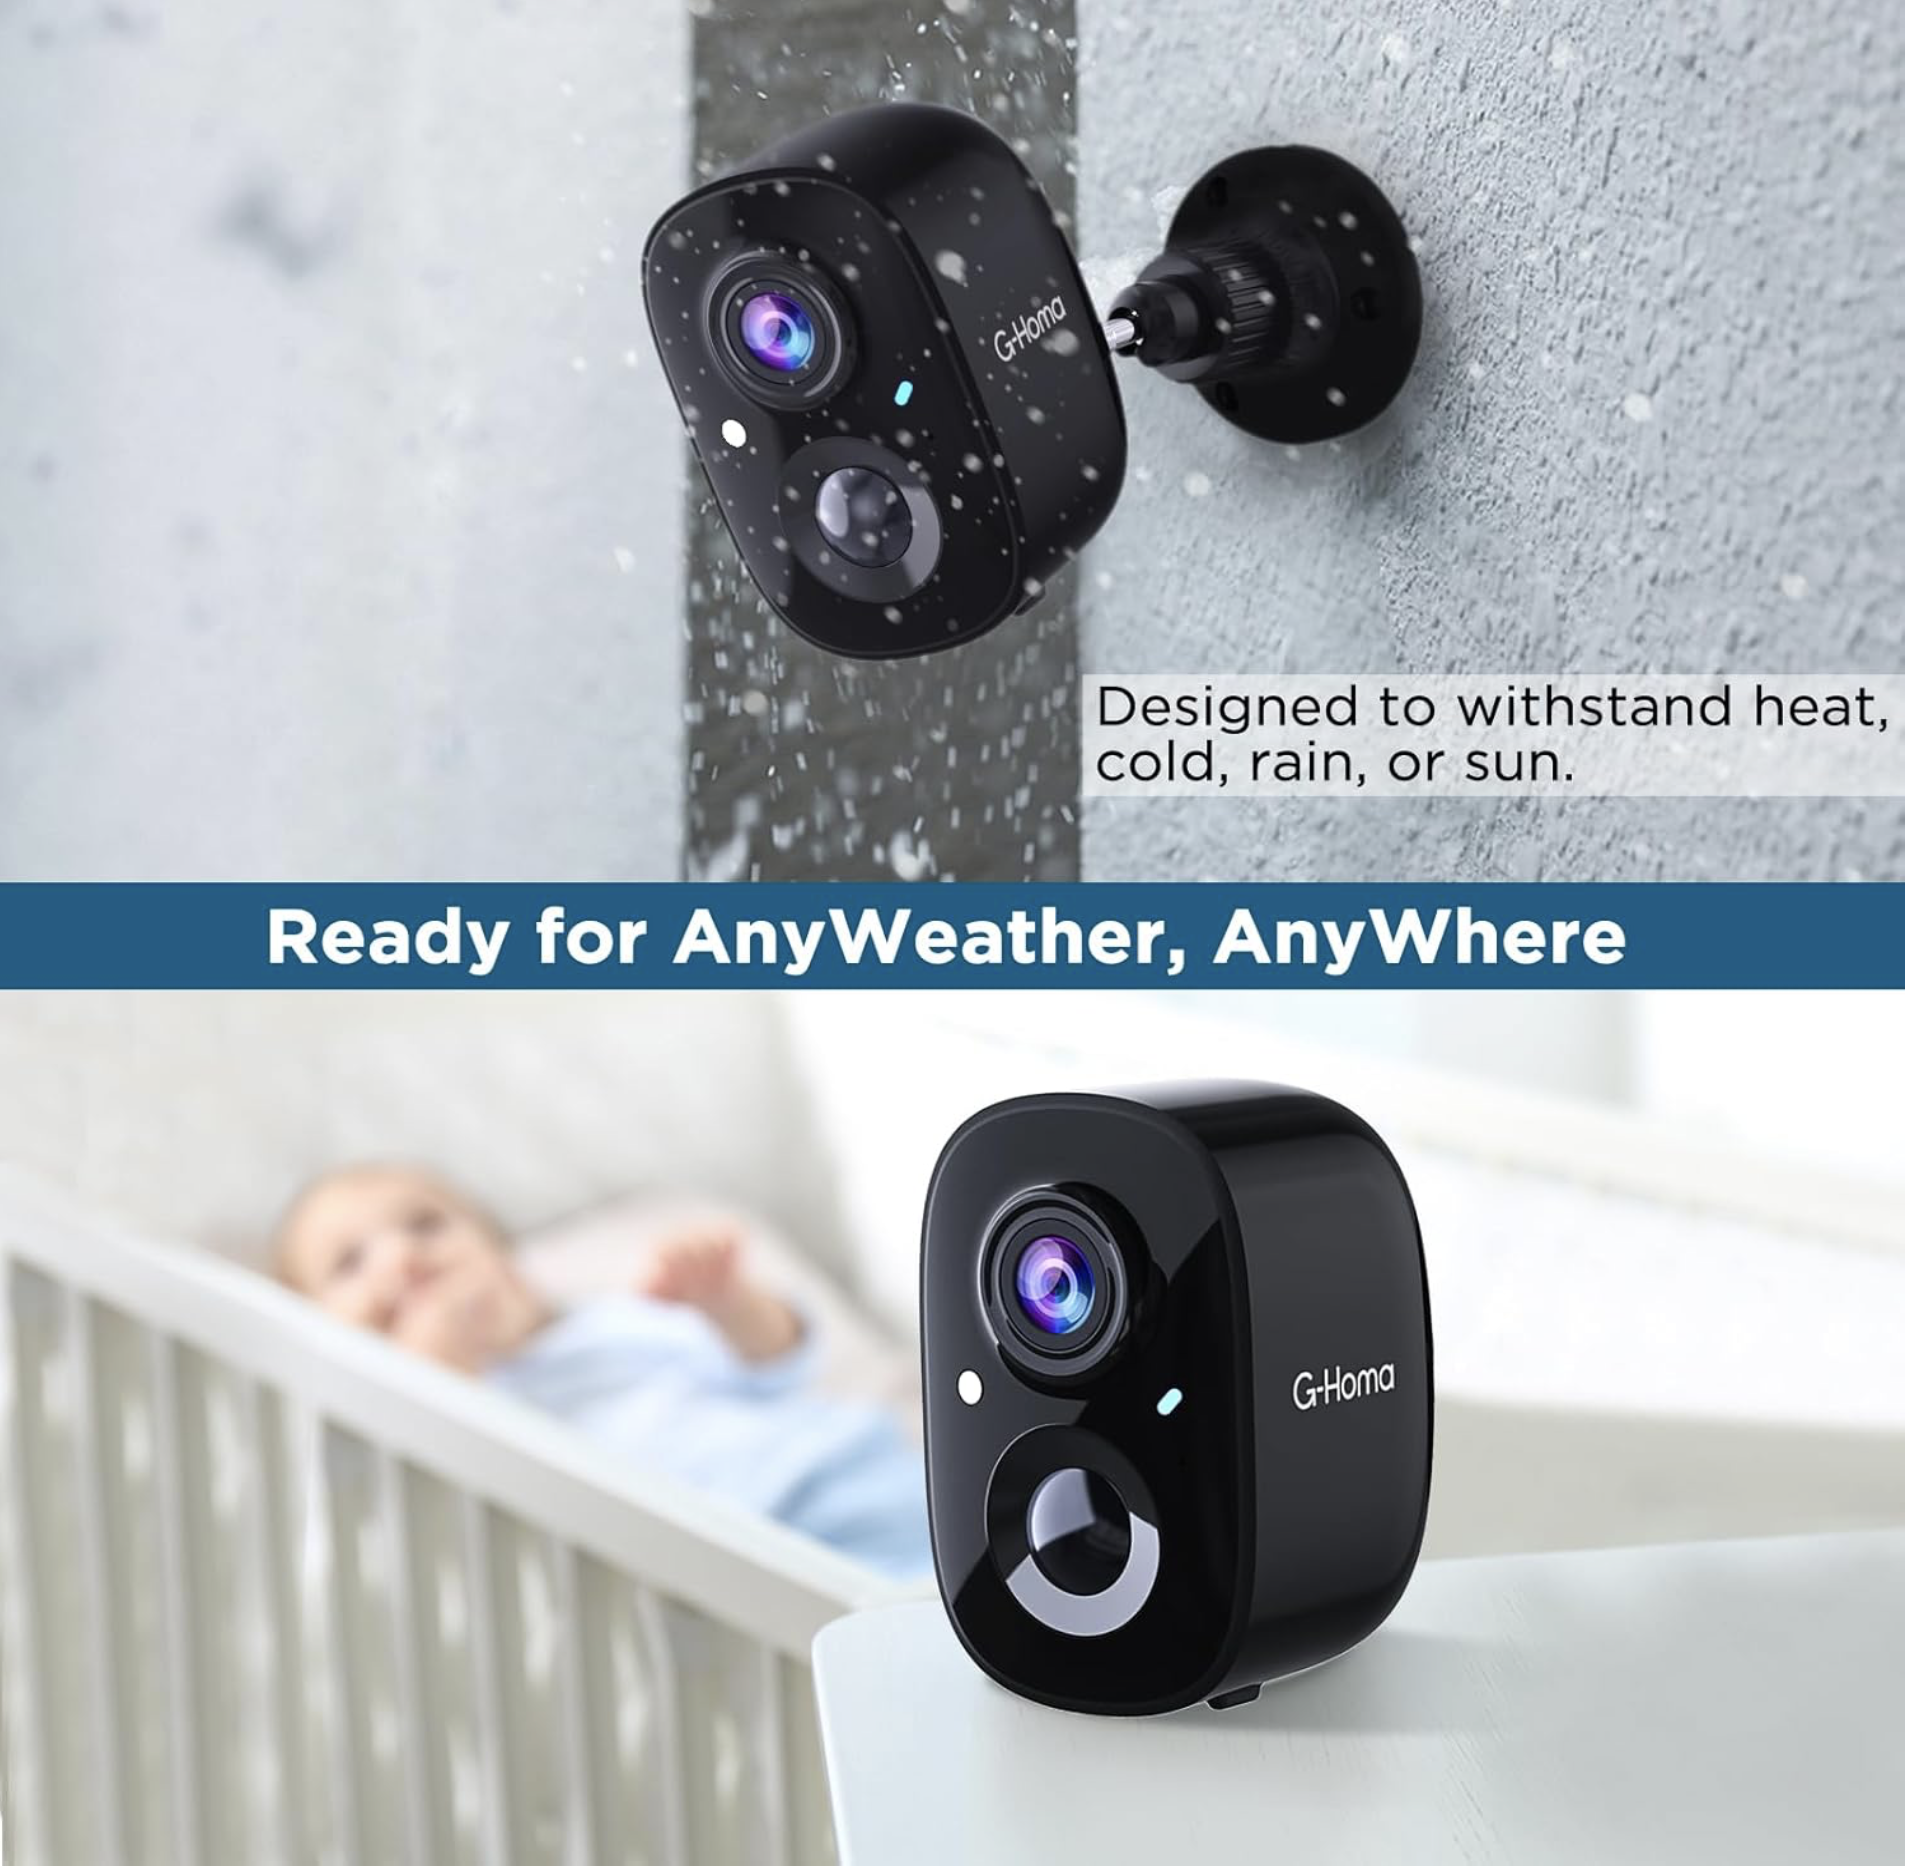 G-Homa
Designed to withstand heat,
cold, rain, or sun.
Ready for AnyWeather, AnyWhere
G-Homa